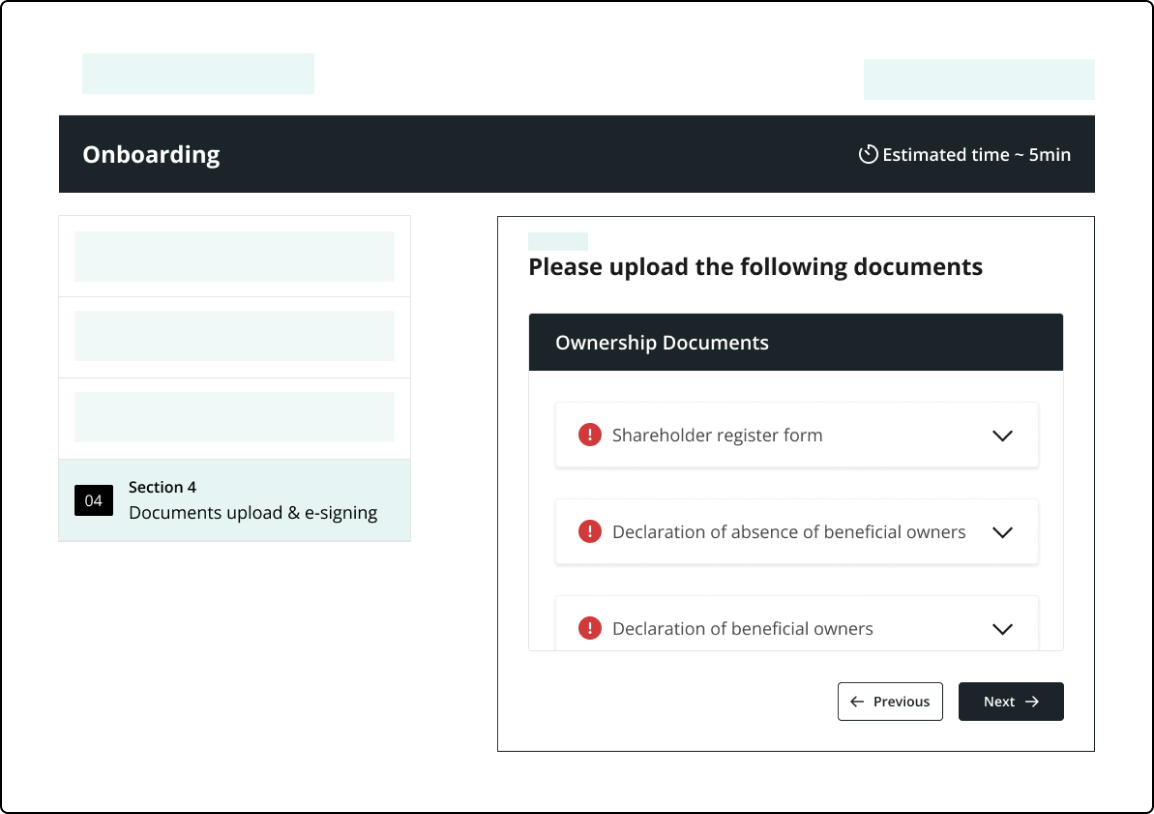 Onboarding
Estimated time ~ 5min
04
Section 4
Documents upload & e-signing
Please upload the following documents
Ownership Documents
! Shareholder register form
! Declaration of absence of beneficial owners
! Declaration of beneficial owners
← Previous
Next →